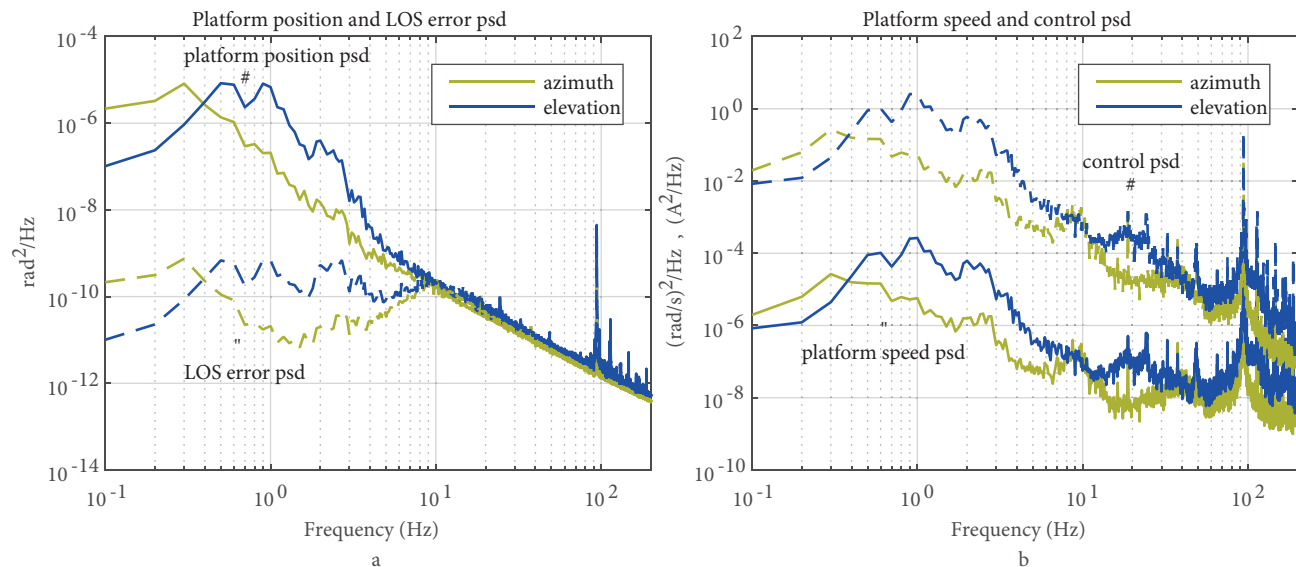 Platform position and LOS error psd
10^-4
10^-6
10^-8
10^-10
10^-12
10^-14
rad^2/Hz
platform position psd
#
azimuth
elevation
"
LOS error psd
10^-1
10^0
10^1
10^2
Frequency (Hz)
a
Platform speed and control psd
10^2
10^0
10^-2
10^-4
10^-6
10^-8
10^-10
(rad/s)^2/Hz , (A^2/Hz)
azimuth
elevation
control psd
#
"
platform speed psd
10^-1
10^0
10^1
10^2
Frequency (Hz)
b